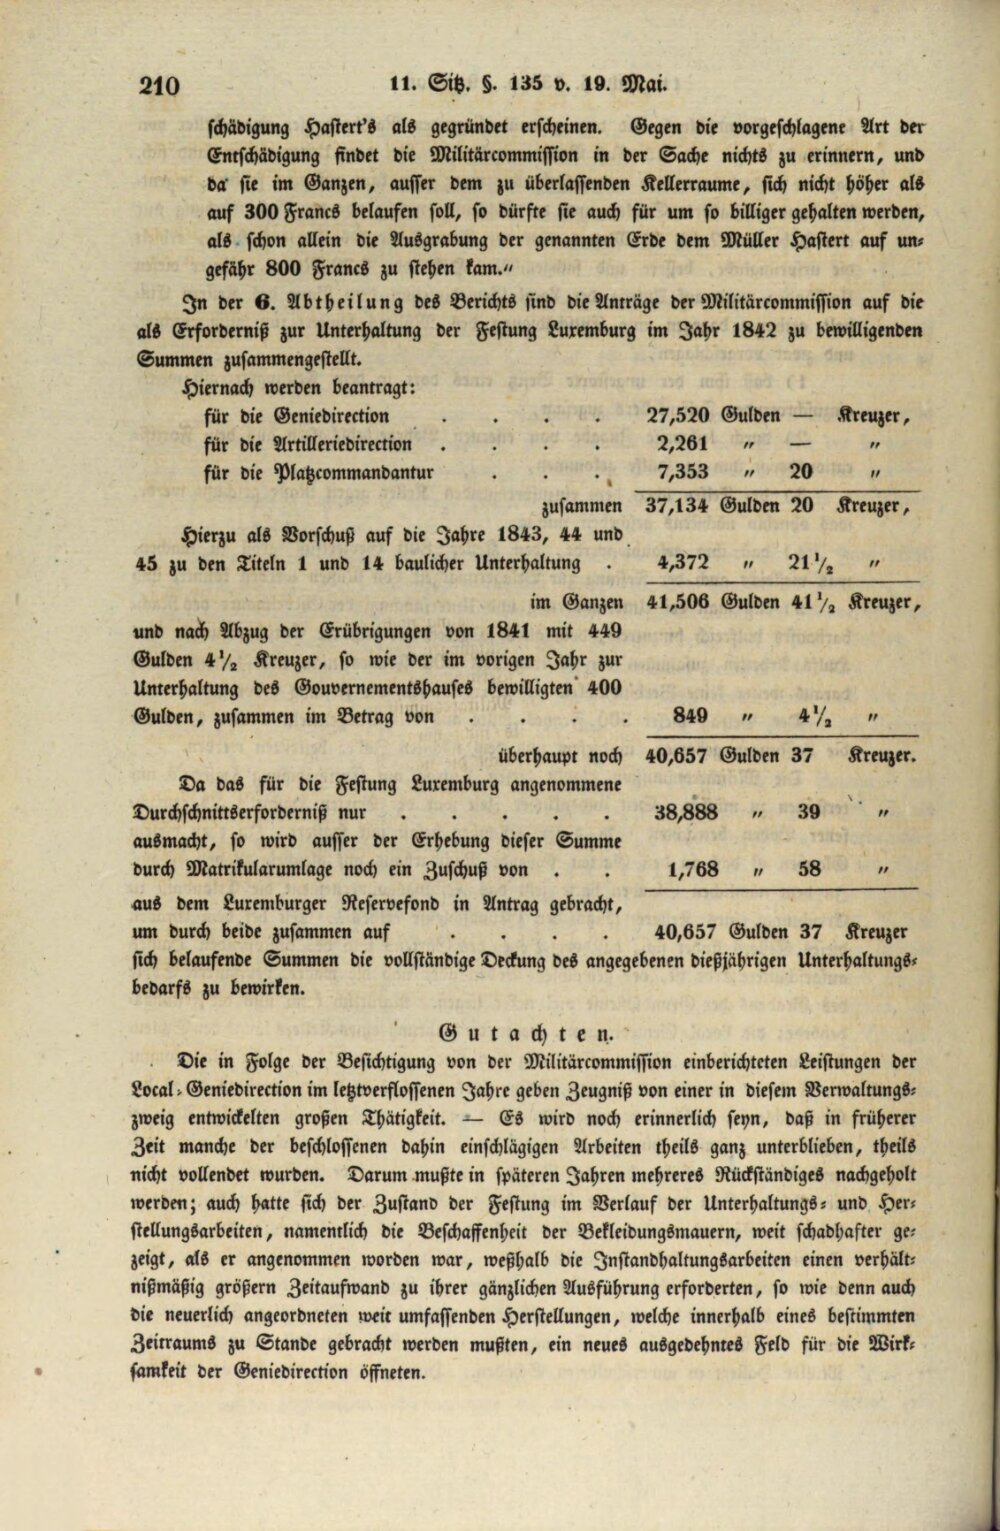 210 11. Sitz. §. 135 v. 19. Mai.
schädigung Hastert's als gegründet erscheinen. Gegen die vorgeschlagene Art der
Entschädigung findet die Militärcommission in der Sache nichts zu erinnern, und
da sie im Ganzen, ausser dem zu überlassenden Kellerraume, sich nicht höher als
auf 300 Francs belaufen soll, so dürfte sie auch für um so billiger gehalten werden,
als schon allein die Ausgrabung der genannten Erde dem Müller Hastert auf un-
gefähr 800 Francs zu stehen kam.“
In der 6. Abtheilung des Berichts sind die Anträge der Militärcommission auf die
als Erforderniß zur Unterhaltung der Festung Luxemburg im Jahr 1842 zu bewilligenden
Summen zusammengestellt.
Hiernach werden beantragt:
für die Geniedirection . . . . 27,520 Gulden — Kreuzer,
für die Artilleriedirection . . . . 2,261 „ — „
für die Platzcommandantur . . . 7,353 „ 20 „
zusammen 37,134 Gulden 20 Kreuzer,
Hierzu als Vorschuß auf die Jahre 1843, 44 und
45 zu den Titeln 1 und 14 baulicher Unterhaltung . 4,372 „ 21 1/2 „
im Ganzen 41,506 Gulden 41 1/2 Kreuzer,
und nach Abzug der Erübrigungen von 1841 mit 449
Gulden 4 1/2 Kreuzer, so wie der im vorigen Jahr zur
Unterhaltung des Gouvernementshauses bewilligten 400
Gulden, zusammen im Betrag von . . . . 849 „ 4 1/2 „
überhaupt noch 40,657 Gulden 37 Kreuzer.
Da das für die Festung Luxemburg angenommene
Durchschnittserforderniß nur . . . . . 38,888 „ 39 „
ausmacht, so wird ausser der Erhebung dieser Summe
durch Matrikularumlage noch ein Zuschuß von . . 1,768 „ 58 „
aus dem Luxemburger Reservefond in Antrag gebracht,
um durch beide zusammen auf . . . . 40,657 Gulden 37 Kreuzer
sich belaufende Summen die vollständige Deckung des angegebenen dießjährigen Unterhaltungs-
bedarfs zu bewirken.
Gutachten.
Die in Folge der Besichtigung von der Militärcommission einberichteten Leistungen der
Local-Geniedirection im letztverflossenen Jahre geben Zeugniß von einer in diesem Verwaltungs-
zweig entwickelten großen Thätigkeit. — Es wird noch erinnerlich seyn, daß in früherer
Zeit manche der beschlossenen dahin einschlägigen Arbeiten theils ganz unterblieben, theils
nicht vollendet wurden. Darum mußte in späteren Jahren mehreres Rückständiges nachgeholt
werden; auch hatte sich der Zustand der Festung im Verlauf der Unterhaltungs- und Her-
stellungsarbeiten, namentlich die Beschaffenheit der Bekleidungsmauern, weit schadhafter ge-
zeigt, als er angenommen worden war, weßhalb die Instandhaltungsarbeiten einen verhält-
nißmäßig größern Zeitaufwand zu ihrer gänzlichen Ausführung erforderten, so wie denn auch
die neuerlich angeordneten weit umfassenden Herstellungen, welche innerhalb eines bestimmten
Zeitraums zu Stande gebracht werden mußten, ein neues ausgedehntes Feld für die Wirk-
samkeit der Geniedirection öffneten.